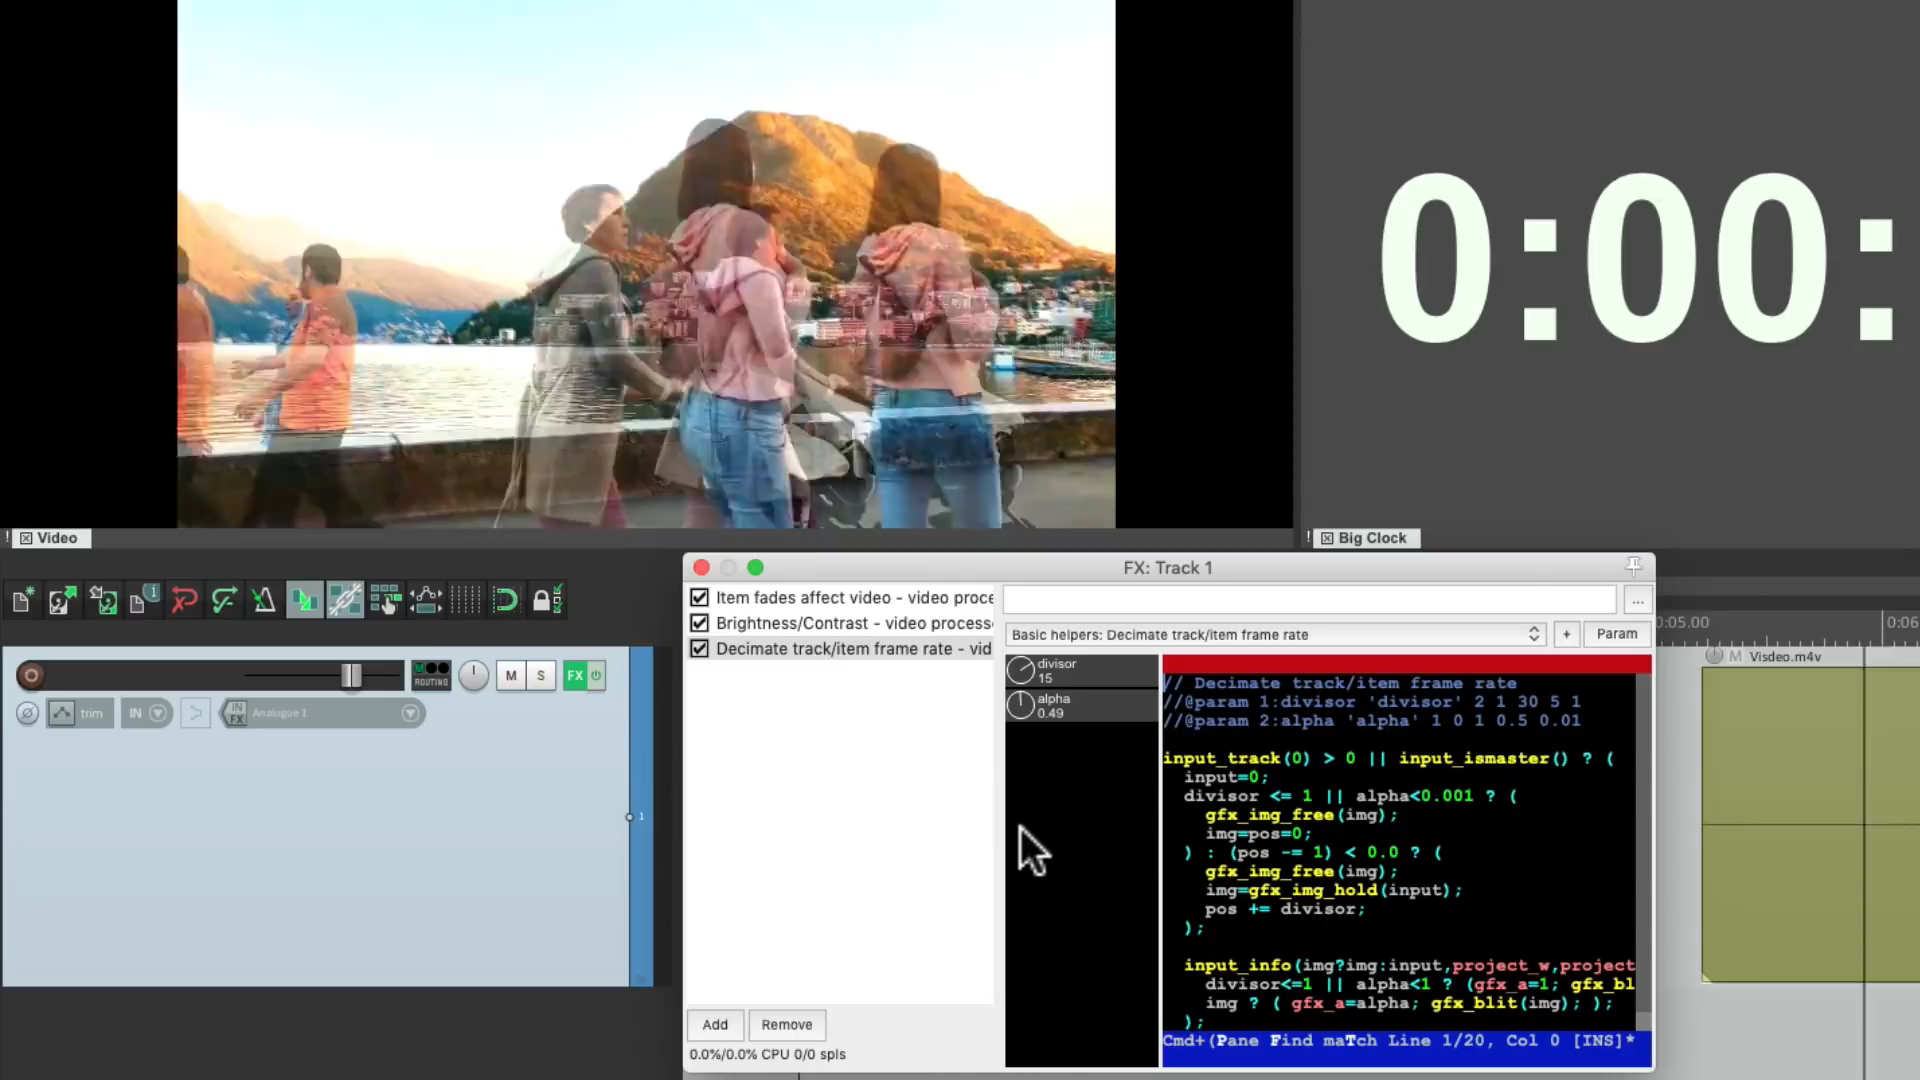 0:00:
! Video
! Big Clock
FX: Track 1
Item fades affect video - video proce
Brightness/Contrast - video process
Decimate track/item frame rate - vid
...
Basic helpers: Decimate track/item frame rate
+
Param
0:05.00
0:06
M Visdeo.m4v
ROUTING
M
S
FX
trim
IN
IN FX
Analogue 1
1
divisor
15
alpha
0.49
// Decimate track/item frame rate
//@param 1:divisor 'divisor' 2 1 30 5 1
//@param 2:alpha 'alpha' 1 0 1 0.5 0.01
input_track(0) > 0 || input_ismaster() ? (
input=0;
divisor <= 1 || alpha<0.001 ? (
gfx_img_free(img);
img=pos=0;
) : (pos -= 1) < 0.0 ? (
gfx_img_free(img);
img=gfx_img_hold(input);
pos += divisor;
);
input_info(img?img:input,project_w,project
divisor<=1 || alpha<1 ? (gfx_a=1; gfx_bl
img ? ( gfx_a=alpha; gfx_blit(img); );
);
Cmd+(Pane Find maTch Line 1/20, Col 0 [INS]*
Add
Remove
0.0%/0.0% CPU 0/0 spls